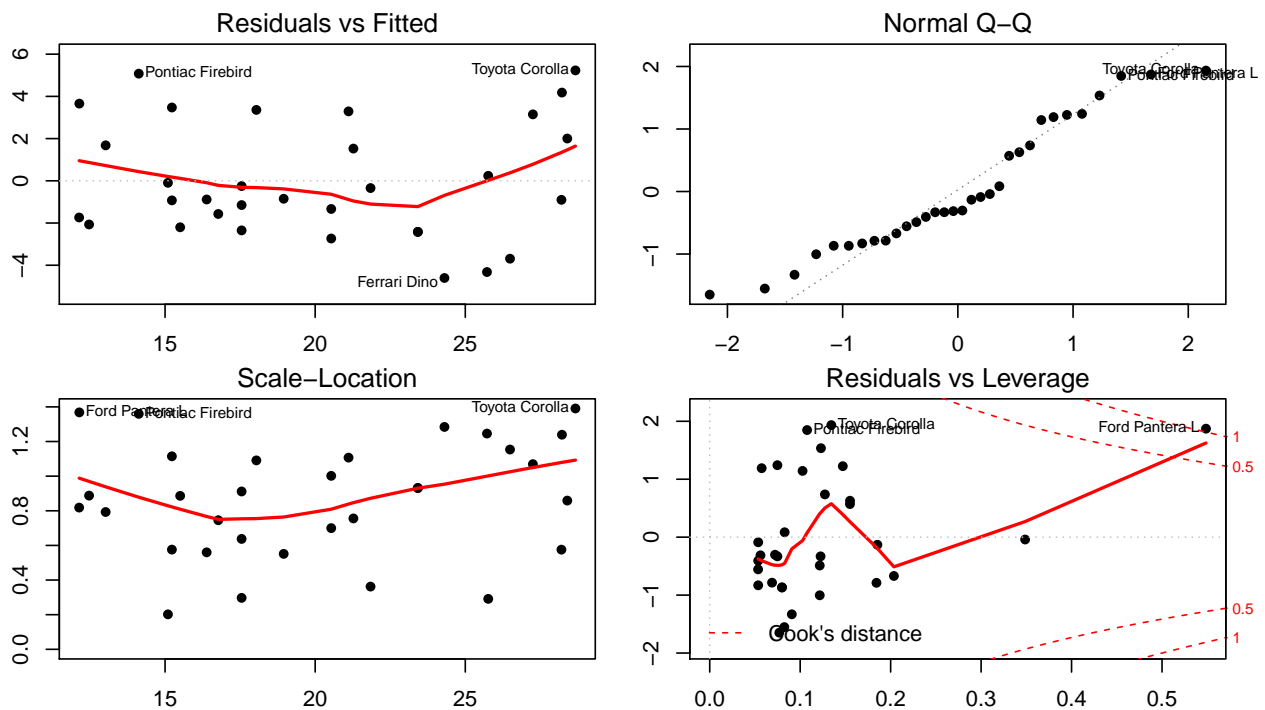 Residuals vs Fitted
6
4
2
0
−4
Pontiac Firebird
Toyota Corolla
Ferrari Dino
15
20
25
Normal Q−Q
2
1
0
−1
Toyota Corolla
Ford Pantera L
Pontiac Firebird
−2
−1
0
1
2
Scale−Location
1.2
0.8
0.4
0.0
Ford Pantera L
Pontiac Firebird
Toyota Corolla
15
20
25
Residuals vs Leverage
2
1
0
−1
−2
Toyota Corolla
Pontiac Firebird
Ford Pantera L
1
0.5
0.5
1
Cook's distance
0.0
0.1
0.2
0.3
0.4
0.5